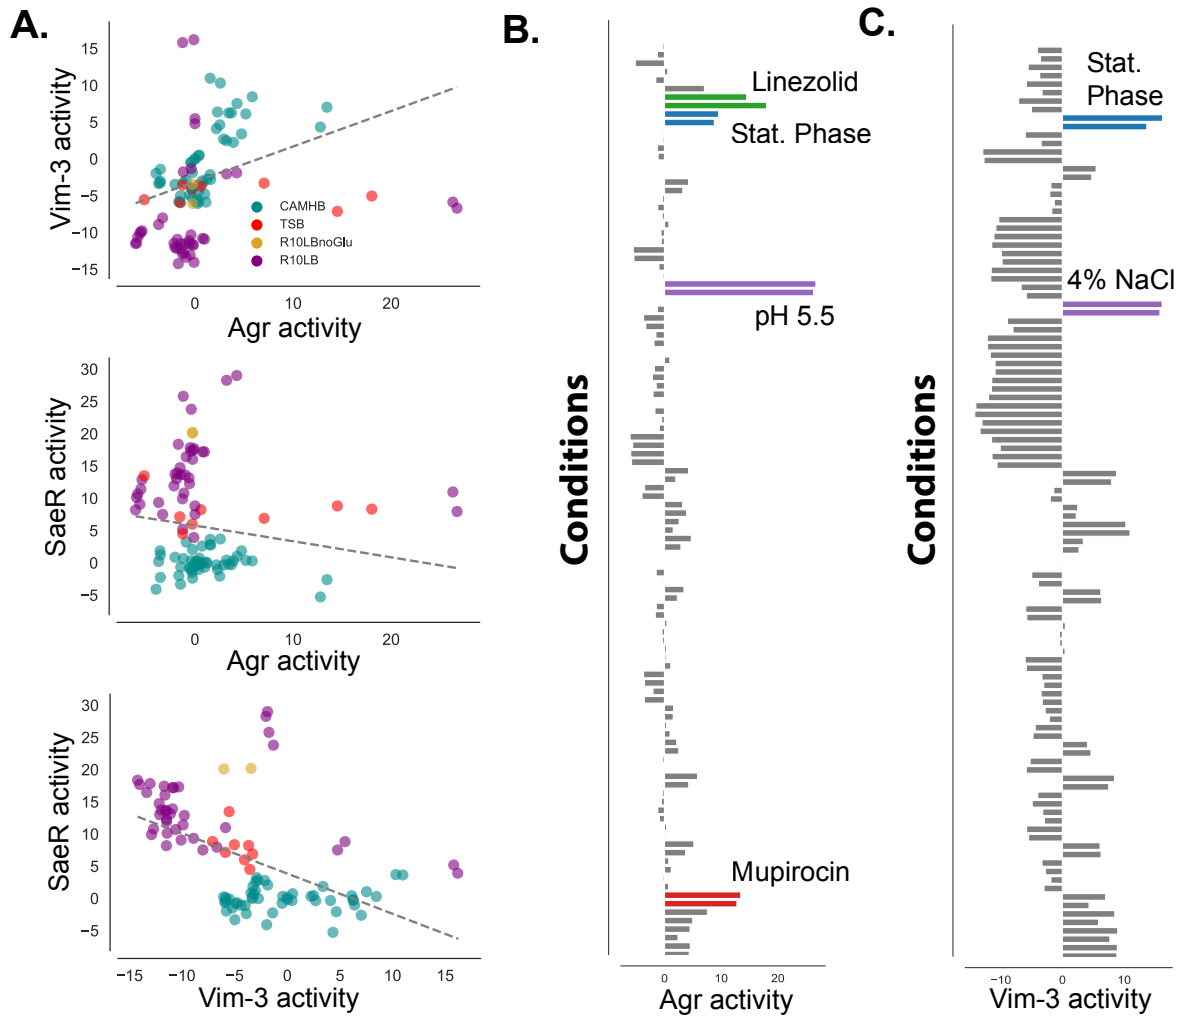 A.
15
10
5
0
−5
−10
−15
Vim-3 activity
CAMHB
TSB
R10LBnoGlu
R10LB
0
10
20
Agr activity
30
25
20
15
10
5
0
−5
SaeR activity
0
10
20
Agr activity
30
25
20
15
10
5
0
−5
SaeR activity
−15
−10
−5
0
5
10
15
Vim-3 activity
B.
Linezolid
Stat. Phase
pH 5.5
Mupirocin
Conditions
0
10
20
Agr activity
C.
Stat.
Phase
4% NaCl
Conditions
−10
0
10
Vim-3 activity